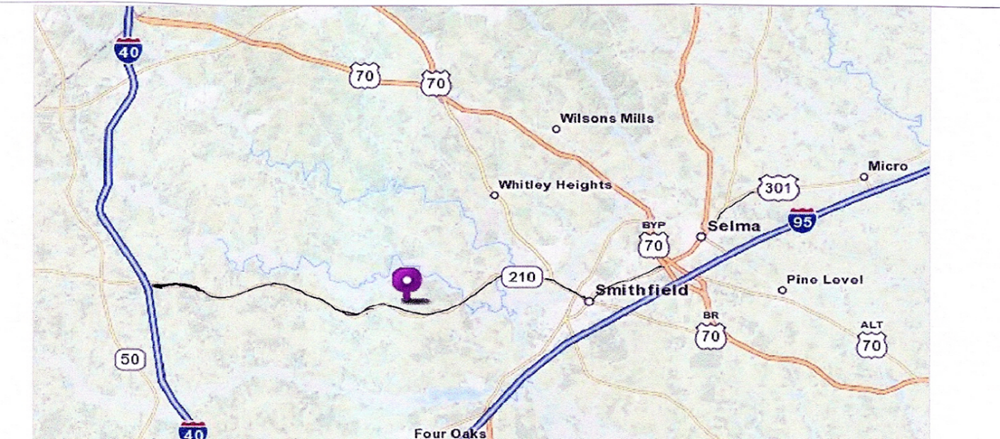 40
70
70
Wilsons Mills
Micro
Whitley Heights
301
95
BYP
70
Selma
210
Smithfield
Pine Level
BR
70
ALT
70
50
40
Four Oaks